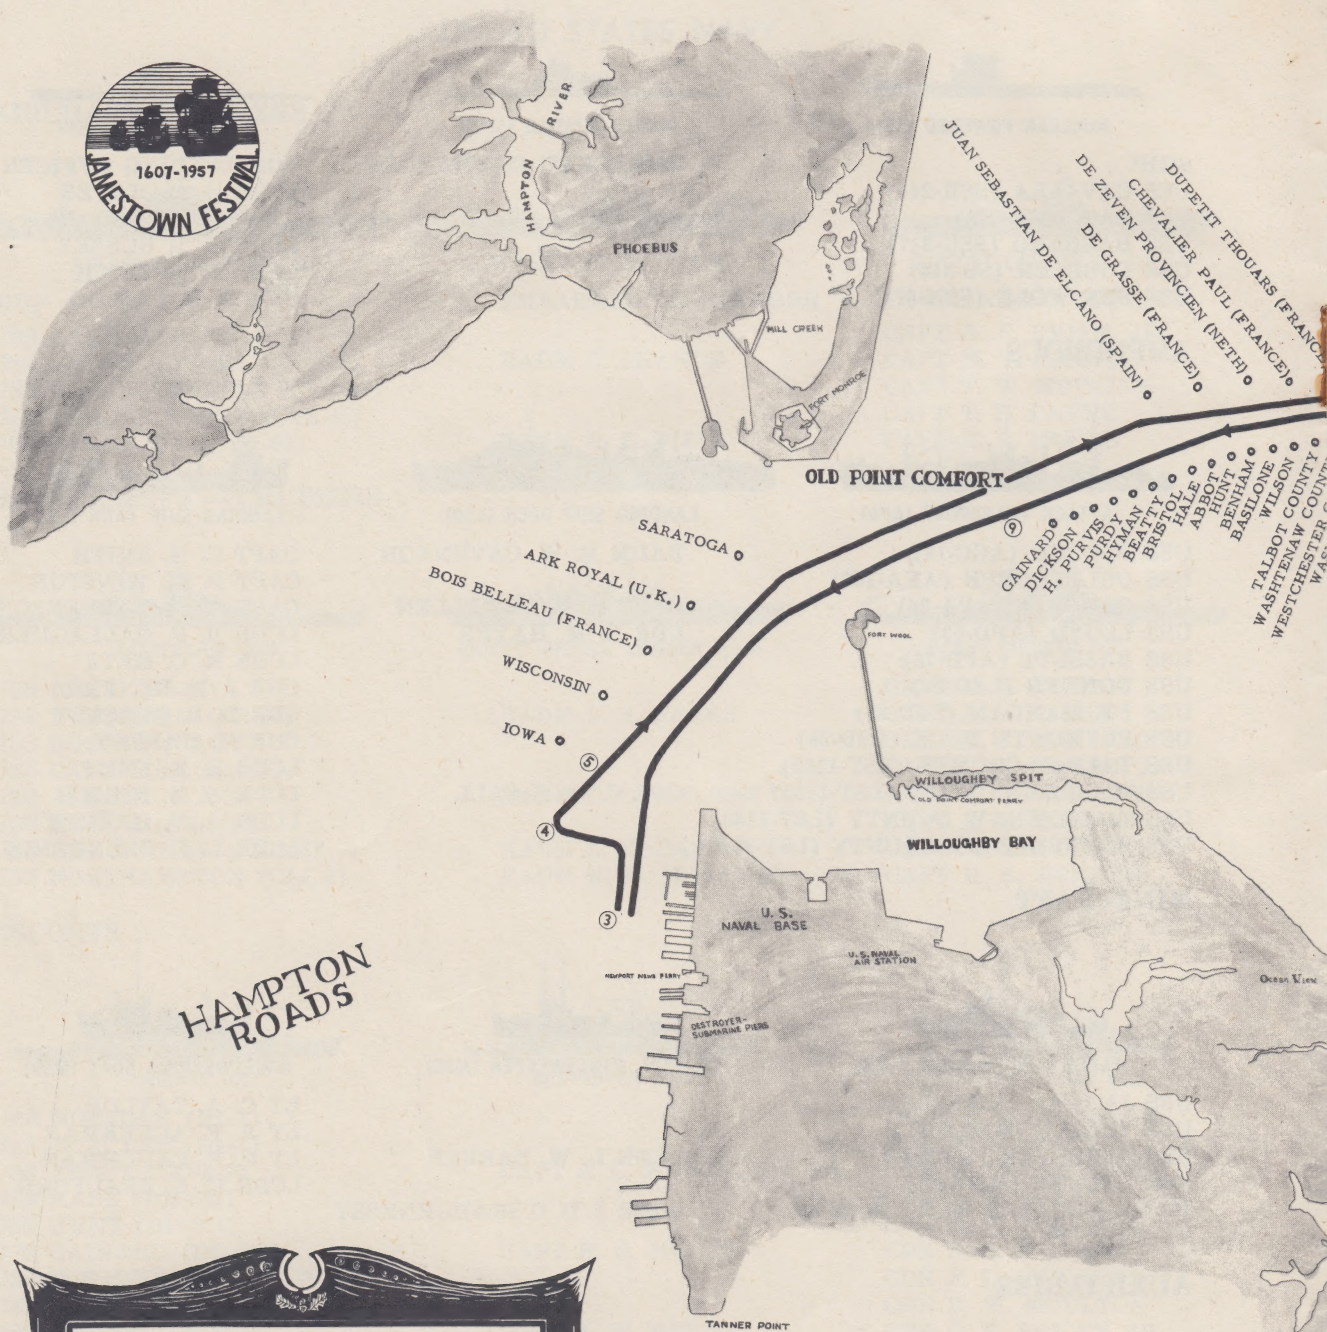 1607-1957
JAMESTOWN FESTIVAL
HAMPTON RIVER
PHOEBUS
MILL CREEK
FORT MONROE
JUAN SEBASTIAN DE ELCANO (SPAIN)
DE GRASSE (FRANCE)
DE ZEVEN PROVINCIEN (NETH)
CHEVALIER PAUL (FRANCE)
DUPETIT THOUARS (FRANCE
OLD POINT COMFORT
9
GAINARD
DICKSON
H. PURVIS
PURDY
HYMAN
BEATTY
BRISTOL
HALE
ABBOT
HUNT
BENHAM
BASILONE
WILSON
TALBOT COUNTY
WASHTENAW COUNTY
WESTCHESTER
SARATOGA
ARK ROYAL (U.K.)
BOIS BELLEAU (FRANCE)
WISCONSIN
IOWA
5
4
3
FORT WOOL
WILLOUGHBY SPIT
OLD POINT COMFORT FERRY
WILLOUGHBY BAY
U. S.
NAVAL BASE
U.S. NAVAL
AIR STATION
Ocean View
NEWPORT NEWS FERRY
DESTROYER-
SUBMARINE PIERS
HAMPTON
ROADS
TANNER POINT